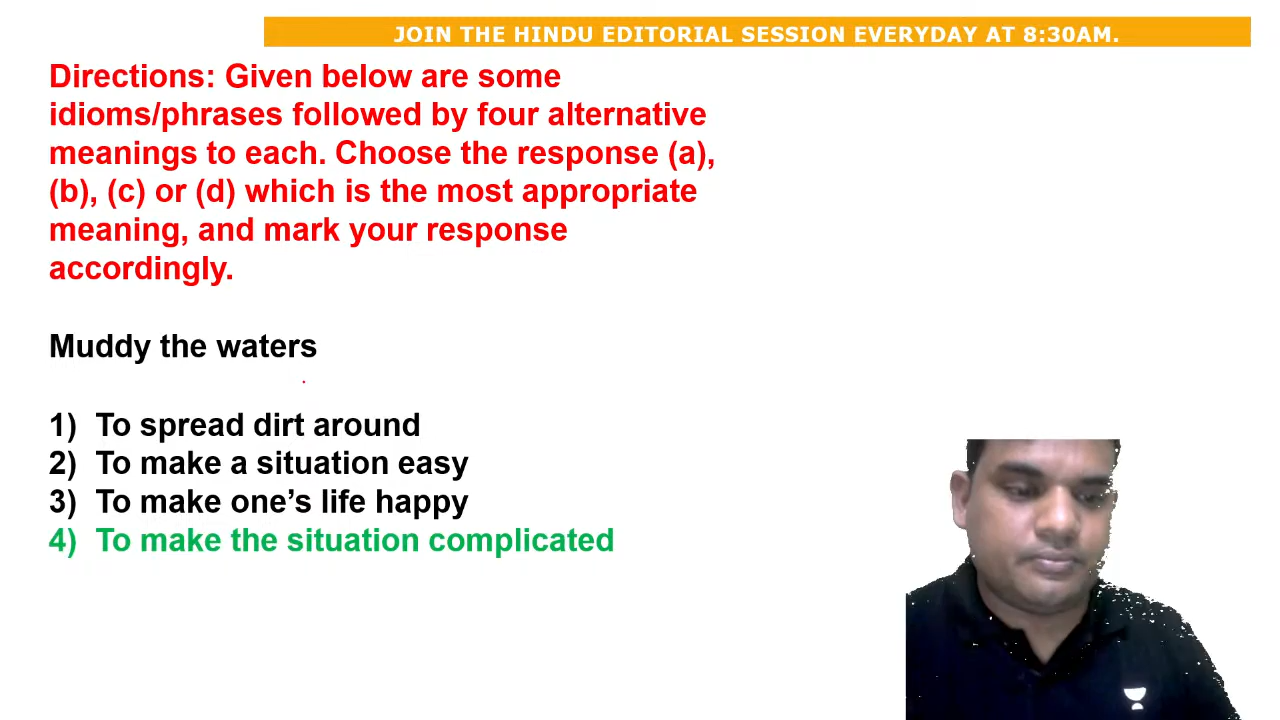 JOIN THE HINDU EDITORIAL SESSION EVERYDAY AT 8:30AM.
Directions: Given below are some
idioms/phrases followed by four alternative
meanings to each. Choose the response (a),
(b), (c) or (d) which is the most appropriate
meaning, and mark your response
accordingly.
Muddy the waters
1) To spread dirt around
2) To make a situation easy
3) To make one’s life happy
4) To make the situation complicated